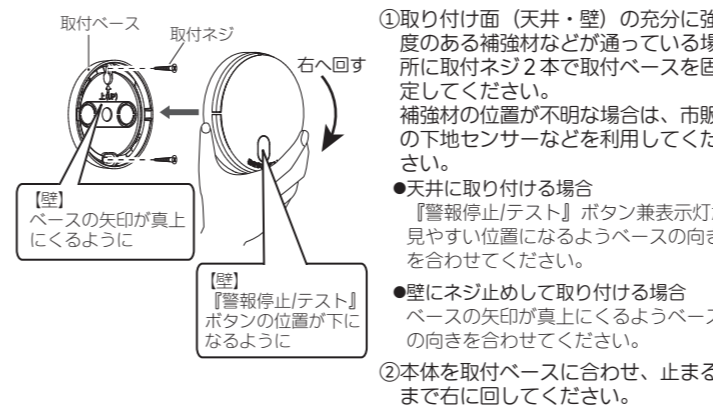 取付ベース
取付ネジ
右へ回す
上(UP)
【壁】
ベースの矢印が真上
にくるように
【壁】
『警報停止/テスト』
ボタンの位置が下に
なるように
①取り付け面（天井・壁）の充分に強
度のある補強材などが通っている場
所に取付ネジ２本で取付ベースを固
定してください。
補強材の位置が不明な場合は、市販
の下地センサーなどを利用してくだ
さい。
●天井に取り付ける場合
『警報停止/テスト』ボタン兼表示灯が
見やすい位置になるようベースの向き
を合わせてください。
●壁にネジ止めして取り付ける場合
ベースの矢印が真上にくるようベース
の向きを合わせてください。
②本体を取付ベースに合わせ、止まる
まで右に回してください。